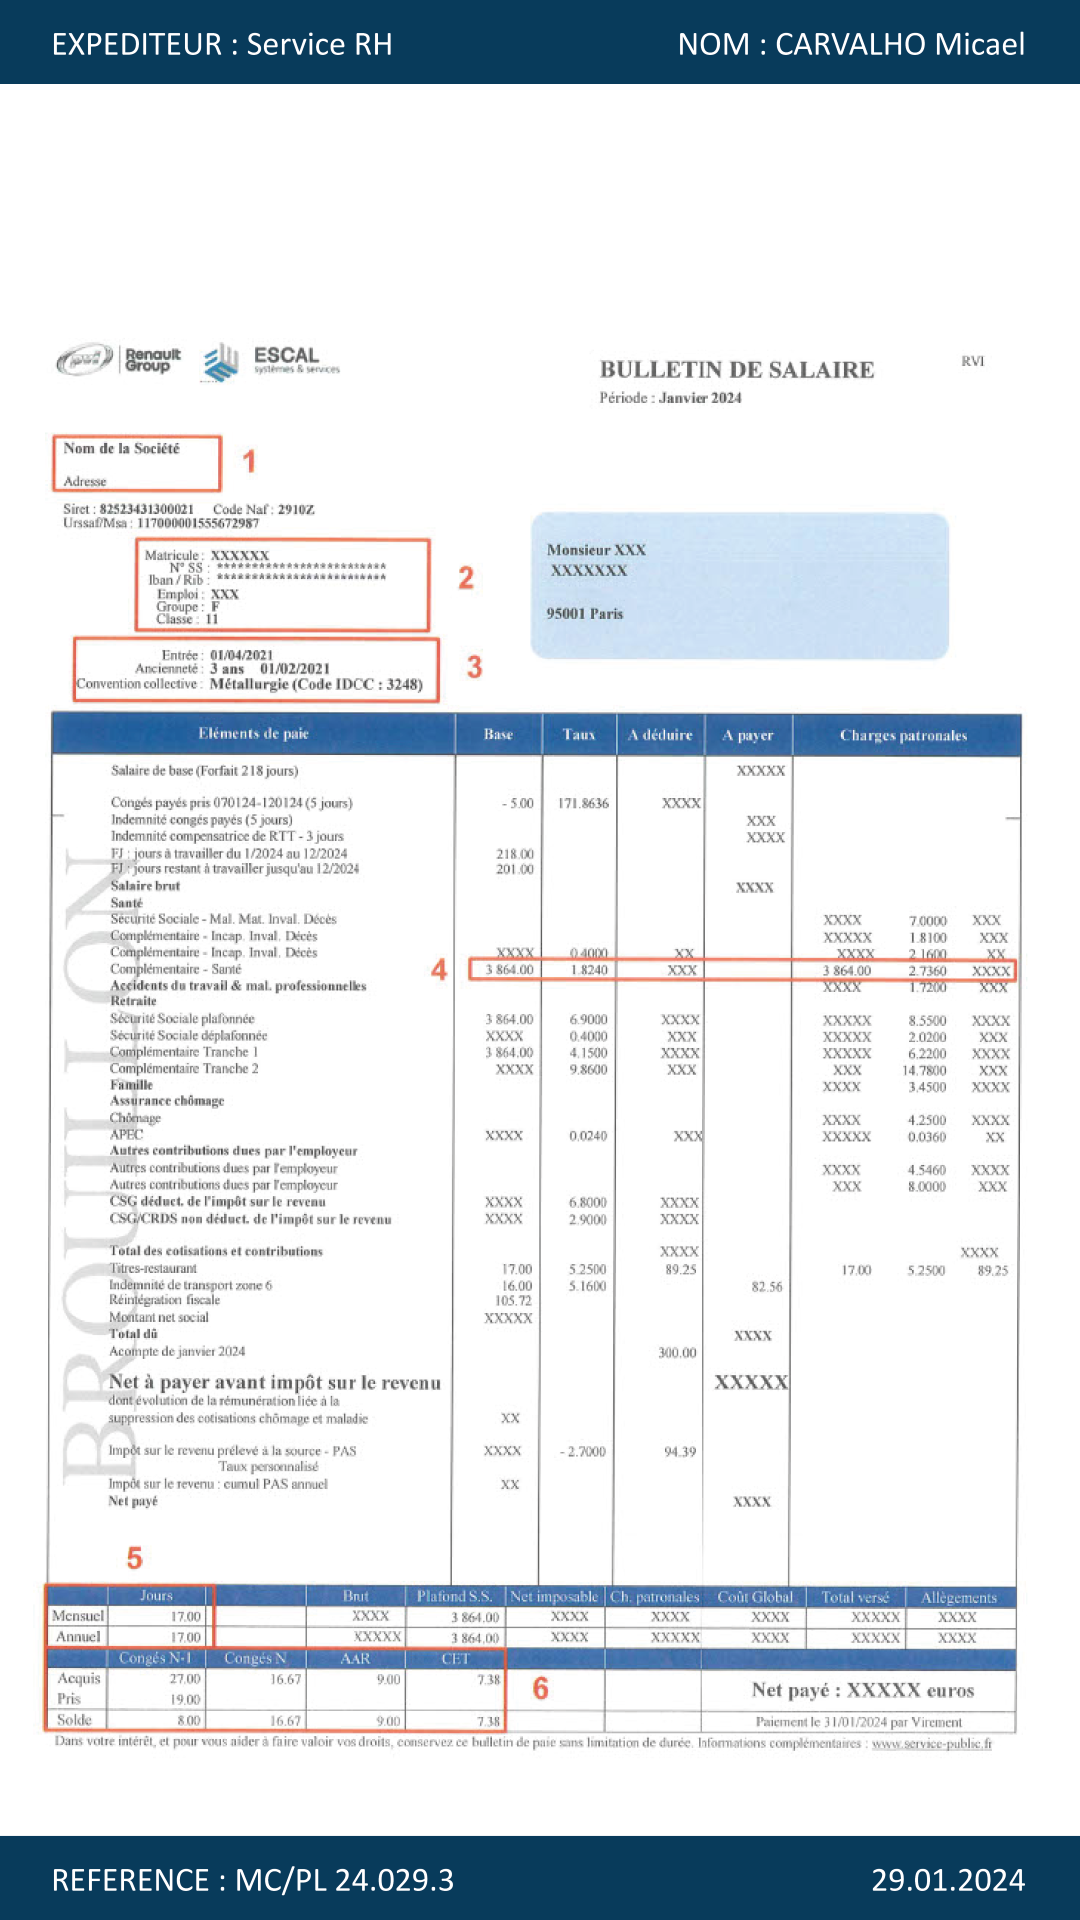 EXPEDITEUR : Service RH NOM : CARVALHO Micael
Renault Group ESCAL systèmes & services
BULLETIN DE SALAIRE RVI
Période : Janvier 2024
Nom de la Société 1
Adresse
Siret : 82523431300021 Code Naf : 2910Z
Urssaf/Msa : 117000001555672987
Matricule : XXXXXX
N° SS : *************************
Iban / Rib : *************************
Emploi : XXX
Groupe : F
Classe : 11
2
Monsieur XXX
XXXXXXX
95001 Paris
Entrée : 01/04/2021
Ancienneté : 3 ans 01/02/2021
Convention collective : Métallurgie (Code IDCC : 3248)
3
Eléments de paie Base Taux A déduire A payer Charges patronales
Salaire de base (Forfait 218 jours) XXXXX
Congés payés pris 070124-120124 (5 jours) - 5.00 171.8636 XXXX
Indemnité congés payés (5 jours) XXX
Indemnité compensatrice de RTT - 3 jours XXXX
FJ : jours à travailler du 1/2024 au 12/2024 218.00
FJ : jours restant à travailler jusqu'au 12/2024 201.00
Salaire brut XXXX
Santé
Sécurité Sociale - Mal. Mat. Inval. Décès XXXX 7.0000 XXX
Complémentaire - Incap. Inval. Décès XXXXX 1.8100 XXX
Complémentaire - Incap. Inval. Décès XXXX 0.4000 XX XXXX 2.1600 XX
4 Complémentaire - Santé 3 864.00 1.8240 XXX 3 864.00 2.7360 XXXX
Accidents du travail & mal. professionnelles XXXX 1.7200 XXX
Retraite
Sécurité Sociale plafonnée 3 864.00 6.9000 XXXX XXXXX 8.5500 XXXX
Sécurité Sociale déplafonnée XXXX 0.4000 XXX XXXXX 2.0200 XXX
Complémentaire Tranche 1 3 864.00 4.1500 XXXX XXXXX 6.2200 XXXX
Complémentaire Tranche 2 XXXX 9.8600 XXX XXX 14.7800 XXX
Famille XXXX 3.4500 XXXX
Assurance chômage
Chômage XXXX 4.2500 XXXX
APEC XXXX 0.0240 XXX XXXXX 0.0360 XX
Autres contributions dues par l'employeur
Autres contributions dues par l'employeur XXXX 4.5460 XXXX
Autres contributions dues par l'employeur XXX 8.0000 XXX
CSG déduct. de l'impôt sur le revenu XXXX 6.8000 XXXX
CSG/CRDS non déduct. de l'impôt sur le revenu XXXX 2.9000 XXXX
Total des cotisations et contributions XXXX XXXX
Titres-restaurant 17.00 5.2500 89.25 17.00 5.2500 89.25
Indemnité de transport zone 6 16.00 5.1600 82.56
Réintégration fiscale 105.72
Montant net social XXXXX
Total dû XXXX
Acompte de janvier 2024 300.00
Net à payer avant impôt sur le revenu XXXXX
dont évolution de la rémunération liée à la
suppression des cotisations chômage et maladie XX
Impôt sur le revenu prélevé à la source - PAS XXXX - 2.7000 94.39
Taux personnalisé
Impôt sur le revenu : cumul PAS annuel XX
Net payé XXXX
BROUILLON
5
Jours Brut Plafond S.S. Net imposable Ch. patronales Coût Global Total versé Allègements
Mensuel 17.00 XXXX 3 864.00 XXXX XXXX XXXX XXXXX XXXX
Annuel 17.00 XXXXX 3 864.00 XXXX XXXXX XXXX XXXXX XXXX
Congés N-1 Congés N AAR CET
Acquis 27.00 16.67 9.00 7.38
Pris 19.00
Solde 8.00 16.67 9.00 7.38
6
Net payé : XXXXX euros
Paiement le 31/01/2024 par Virement
Dans votre intérêt, et pour vous aider à faire valoir vos droits, conservez ce bulletin de paie sans limitation de durée. Informations complémentaires : www.service-public.fr
REFERENCE : MC/PL 24.029.3 29.01.2024